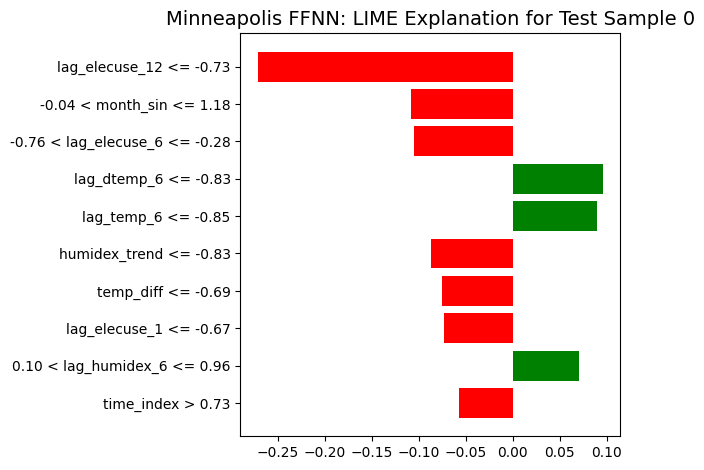 Minneapolis FFNN: LIME Explanation for Test Sample 0
lag_elecuse_12 <= -0.73
-0.04 < month_sin <= 1.18
-0.76 < lag_elecuse_6 <= -0.28
lag_dtemp_6 <= -0.83
lag_temp_6 <= -0.85
humidex_trend <= -0.83
temp_diff <= -0.69
lag_elecuse_1 <= -0.67
0.10 < lag_humidex_6 <= 0.96
time_index > 0.73
−0.25 −0.20 −0.15 −0.10 −0.05 0.00 0.05 0.10